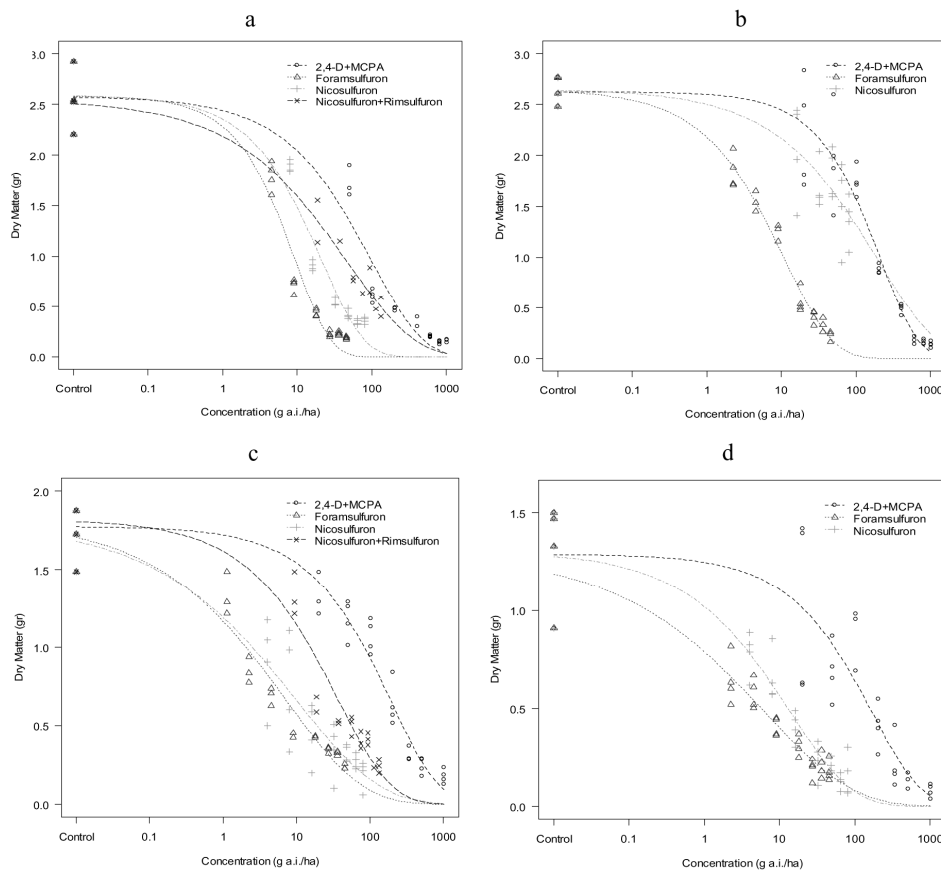 a
3.0
2.5
2.0
1.5
1.0
0.5
0.0
Dry Matter (gr)
2,4-D+MCPA
Foramsulfuron
Nicosulfuron
Nicosulfuron+Rimsulfuron
Control 0.1 1 10 100 1000
Concentration (g a.i./ha)
b
3.0
2.5
2.0
1.5
1.0
0.5
0.0
Dry Matter (gr)
2,4-D+MCPA
Foramsulfuron
Nicosulfuron
Control 0.1 1 10 100 1000
Concentration (g a.i./ha)
c
2.0
1.5
1.0
0.5
0.0
Dry Matter (gr)
2,4-D+MCPA
Foramsulfuron
Nicosulfuron
Nicosulfuron+Rimsulfuron
Control 0.1 1 10 100 1000
Concentration (g a.i./ha)
d
1.5
1.0
0.5
0.0
Dry Matter (gr)
2,4-D+MCPA
Foramsulfuron
Nicosulfuron
Control 0.1 1 10 100 1000
Concentration (g a.i./ha)